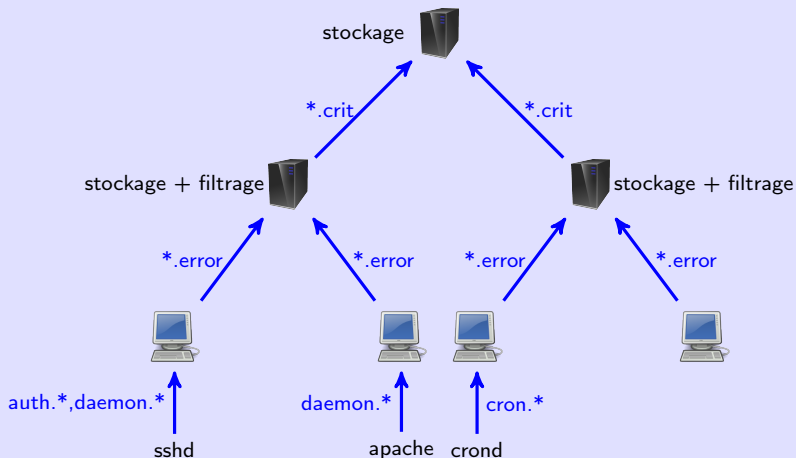 stockage
*.crit
*.crit
stockage + filtrage
stockage + filtrage
*.error
*.error
*.error
*.error
auth.*,daemon.*
daemon.*
cron.*
sshd
apache
crond